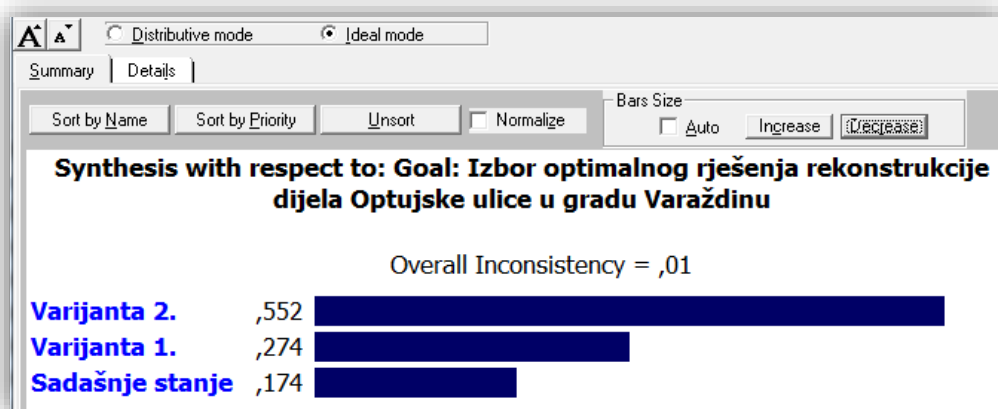 A A Distributive mode Ideal mode
Summary Details
Bars Size
Sort by Name Sort by Priority Unsort Normalize Auto Increase Decrease
Synthesis with respect to: Goal: Izbor optimalnog rješenja rekonstrukcije
dijela Optujske ulice u gradu Varaždinu
Overall Inconsistency = ,01
Varijanta 2. ,552
Varijanta 1. ,274
Sadašnje stanje ,174